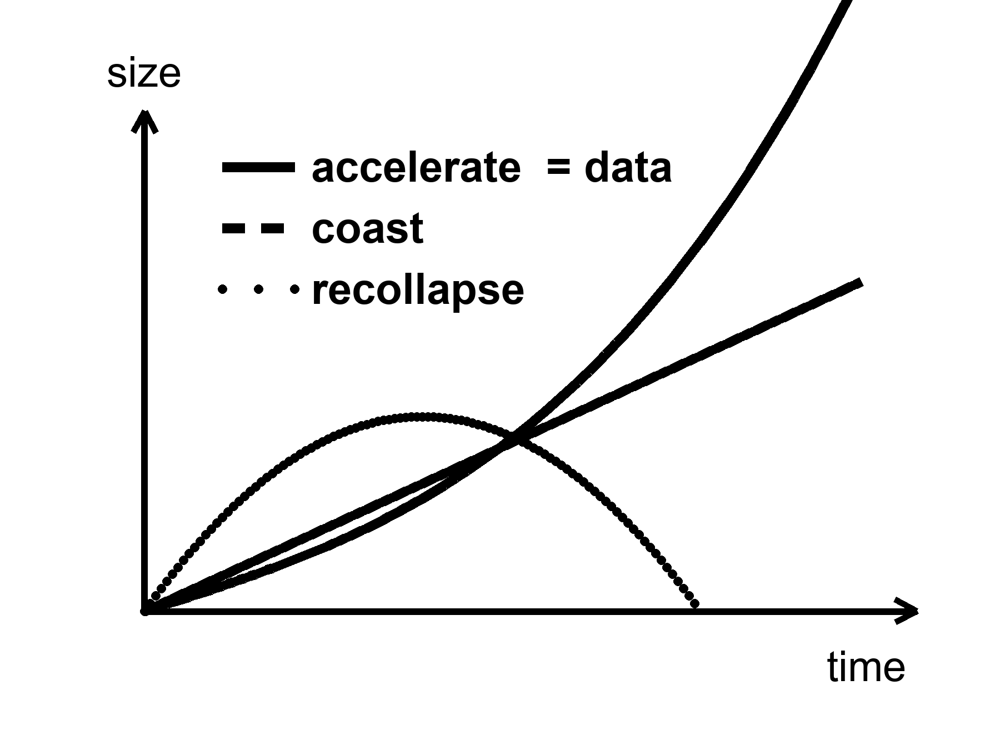 size
accelerate = data
coast
recollapse
time